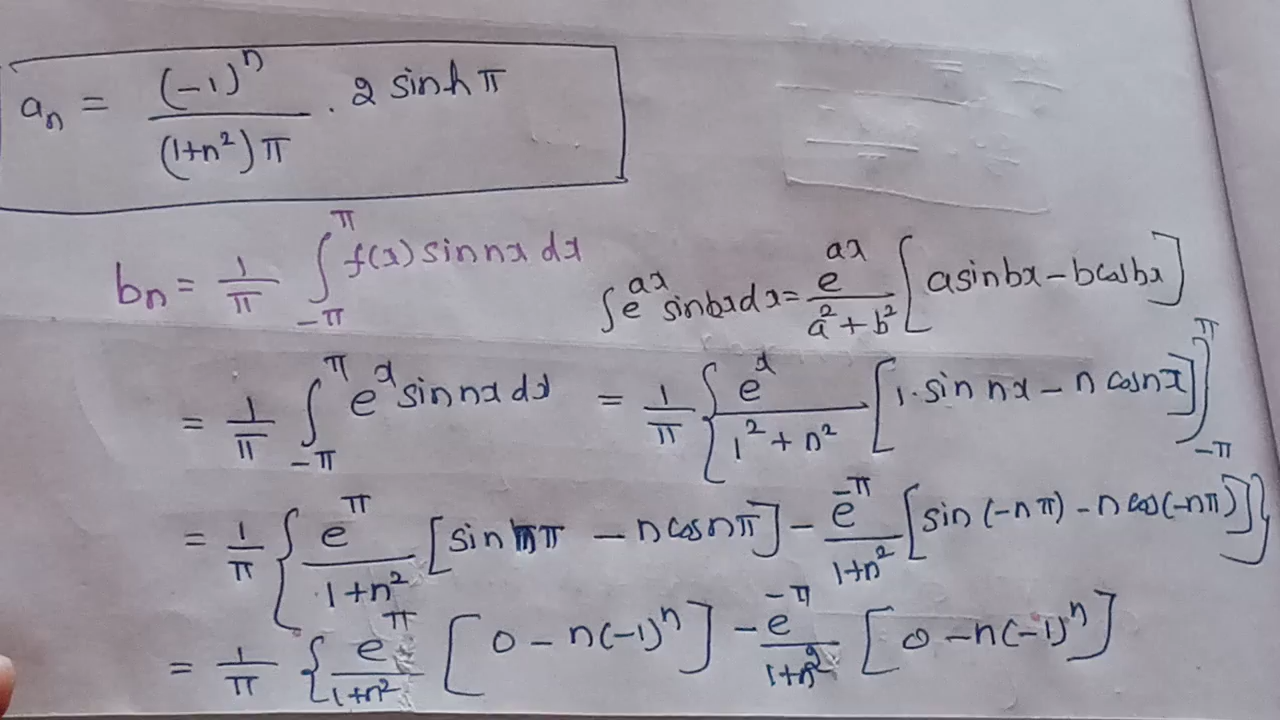 aₙ = (-1)ⁿ / (1+n²)π . 2 sinh π
bₙ = 1/π ∫_{-π}^{π} f(x) sin nx dx
∫ e^{ax} sin bx dx = e^{ax} / (a² + b²) [a sin bx - b cos bx]
= 1/π ∫_{-π}^{π} e^x sin nx dx = 1/π { e^x / (1² + n²) [1. sin nx - n cos nx] }_{-π}^{π}
= 1/π { e^π / (1+n²) [sin nπ - n cos nπ] - e^{-π} / (1+n²) [sin (-nπ) - n cos (-nπ)] }
= 1/π { e^π / (1+n²) [0 - n(-1)ⁿ] - e^{-π} / (1+n²) [0 - n(-1)ⁿ]